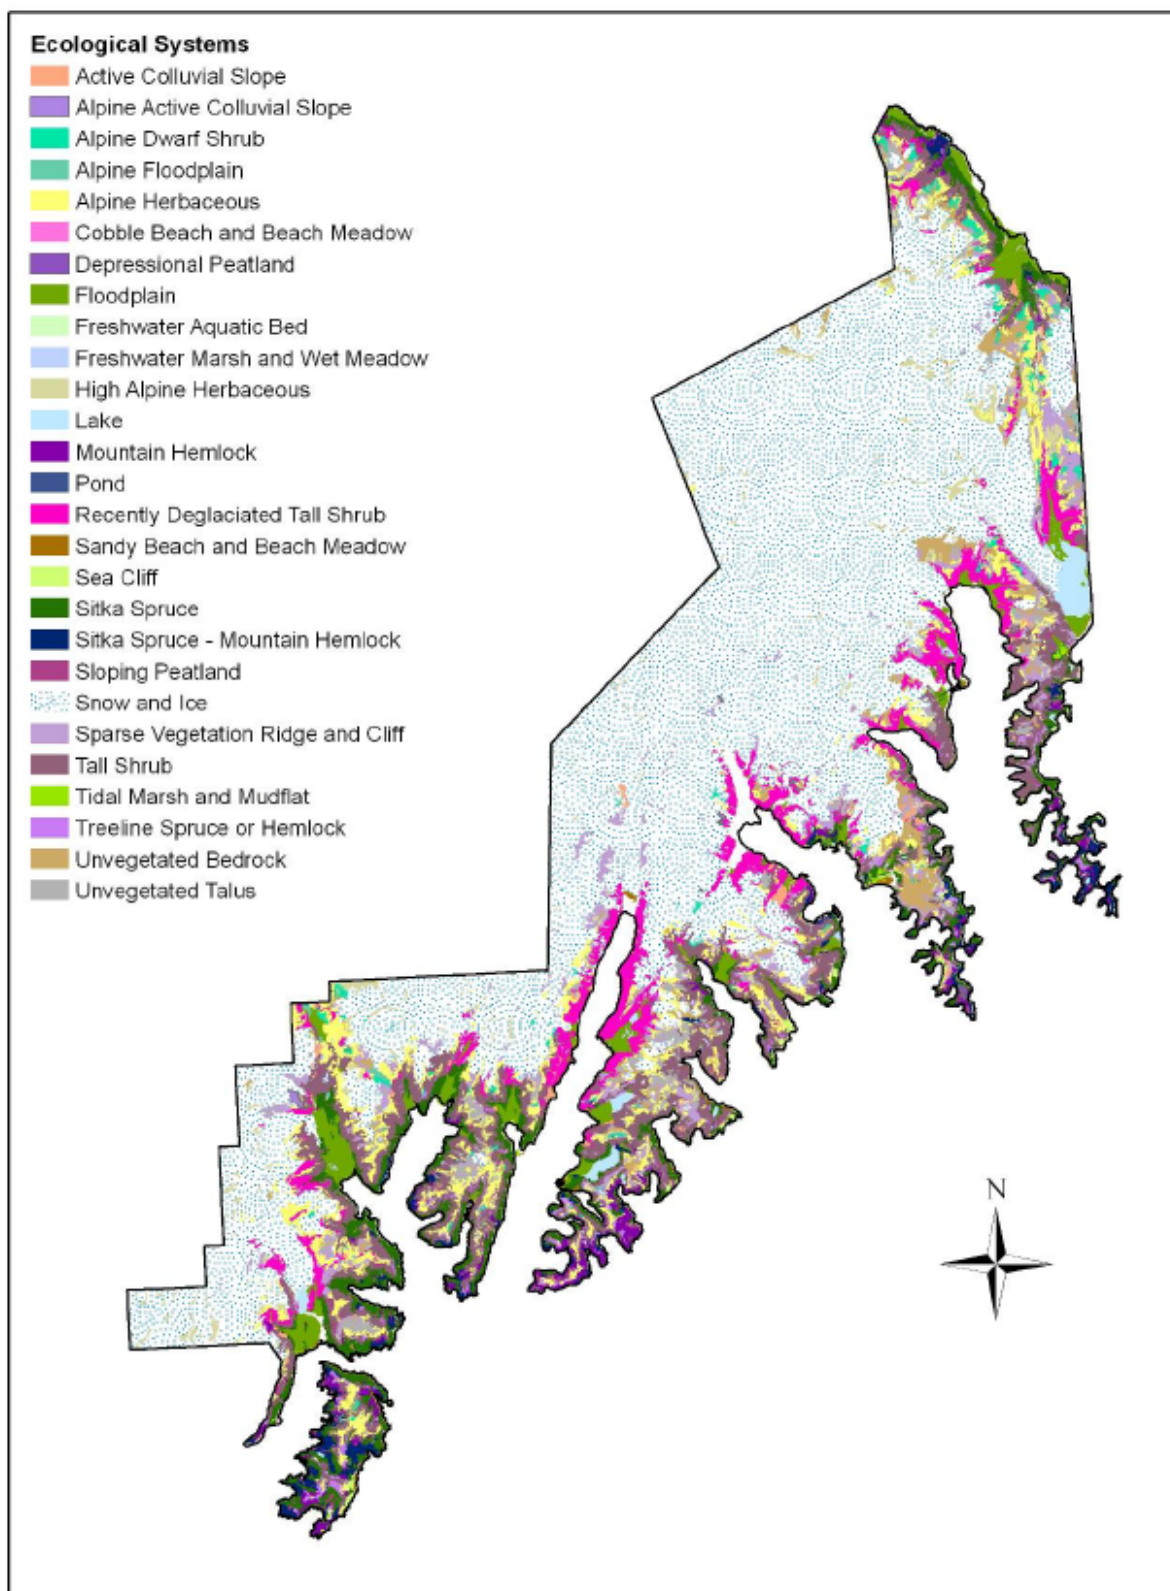 Ecological Systems
Active Colluvial Slope
Alpine Active Colluvial Slope
Alpine Dwarf Shrub
Alpine Floodplain
Alpine Herbaceous
Cobble Beach and Beach Meadow
Depressional Peatland
Floodplain
Freshwater Aquatic Bed
Freshwater Marsh and Wet Meadow
High Alpine Herbaceous
Lake
Mountain Hemlock
Pond
Recently Deglaciated Tall Shrub
Sandy Beach and Beach Meadow
Sea Cliff
Sitka Spruce
Sitka Spruce - Mountain Hemlock
Sloping Peatland
Snow and Ice
Sparse Vegetation Ridge and Cliff
Tall Shrub
Tidal Marsh and Mudflat
Treeline Spruce or Hemlock
Unvegetated Bedrock
Unvegetated Talus
N